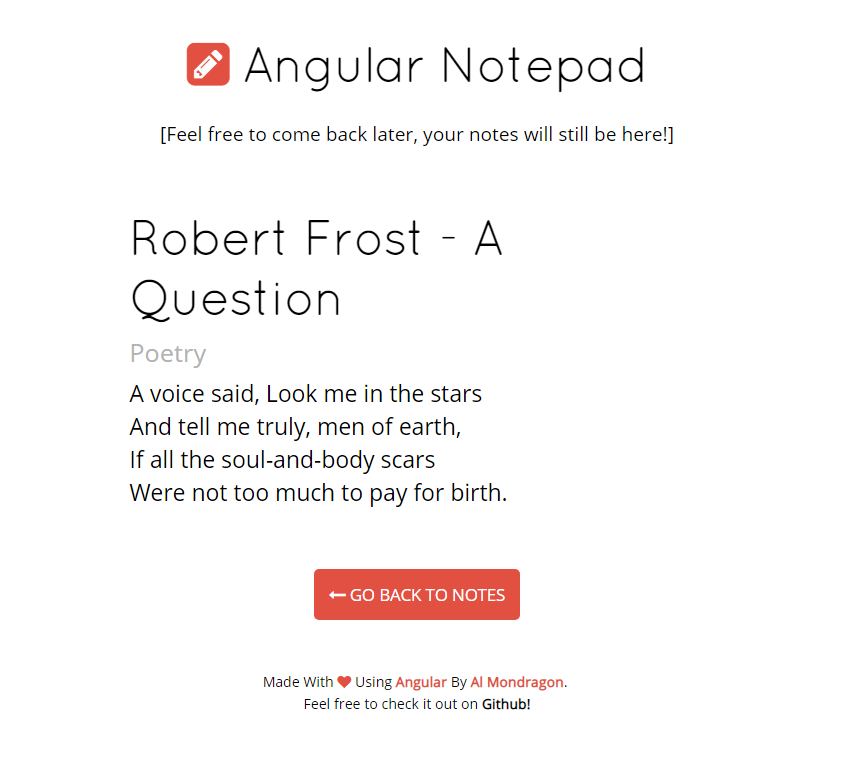 Angular Notepad
[Feel free to come back later, your notes will still be here!]
Robert Frost - A
Question
Poetry
A voice said, Look me in the stars
And tell me truly, men of earth,
If all the soul-and-body scars
Were not too much to pay for birth.
GO BACK TO NOTES
Made With Using Angular By Al Mondragon.
Feel free to check it out on Github!